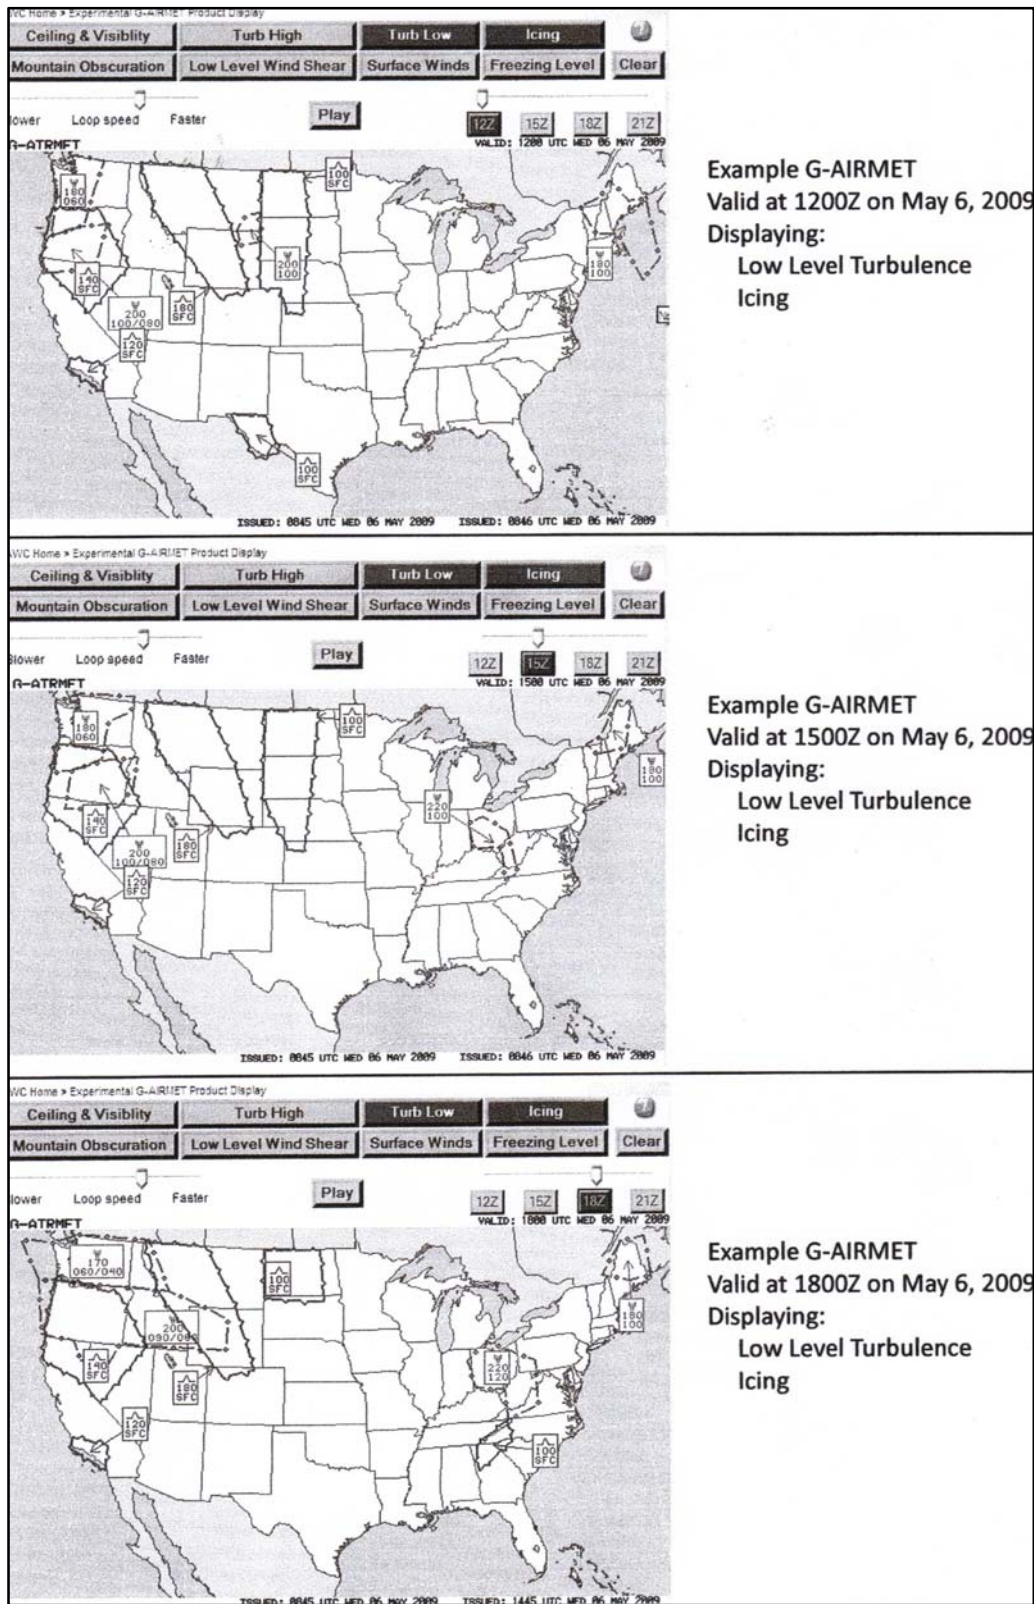 WC Home > Experimental G-AIRMET Product Display
Ceiling & Visiblity Turb High Turb Low Icing
Mountain Obscuration Low Level Wind Shear Surface Winds Freezing Level Clear
lower Loop speed Faster Play 12Z 15Z 18Z 21Z
G-AIRMET VALID: 1200 UTC WED 06 MAY 2009
180
060
100
SFC
140
SFC
200
100
180
100
200
100/080
180
SFC
120
SFC
100
SFC
ISSUED: 0845 UTC WED 06 MAY 2009 ISSUED: 0846 UTC WED 06 MAY 2009
Example G-AIRMET
Valid at 1200Z on May 6, 2009
Displaying:
Low Level Turbulence
Icing
WC Home > Experimental G-AIRMET Product Display
Ceiling & Visiblity Turb High Turb Low Icing
Mountain Obscuration Low Level Wind Shear Surface Winds Freezing Level Clear
Slower Loop speed Faster Play 12Z 15Z 18Z 21Z
G-AIRMET VALID: 1500 UTC WED 06 MAY 2009
180
060
100
SFC
180
100
220
100
140
SFC
200
100/080
180
SFC
120
SFC
ISSUED: 0845 UTC WED 06 MAY 2009 ISSUED: 0846 UTC WED 06 MAY 2009
Example G-AIRMET
Valid at 1500Z on May 6, 2009
Displaying:
Low Level Turbulence
Icing
WC Home > Experimental G-AIRMET Product Display
Ceiling & Visiblity Turb High Turb Low Icing
Mountain Obscuration Low Level Wind Shear Surface Winds Freezing Level Clear
lower Loop speed Faster Play 12Z 15Z 18Z 21Z
G-AIRMET VALID: 1800 UTC WED 06 MAY 2009
170
060/040
100
SFC
180
100
200
140
SFC
180
SFC
220
120
120
SFC
100
SFC
ISSUED: 0845 UTC WED 06 MAY 2009 ISSUED: 1445 UTC WED 06 MAY 2009
Example G-AIRMET
Valid at 1800Z on May 6, 2009
Displaying:
Low Level Turbulence
Icing